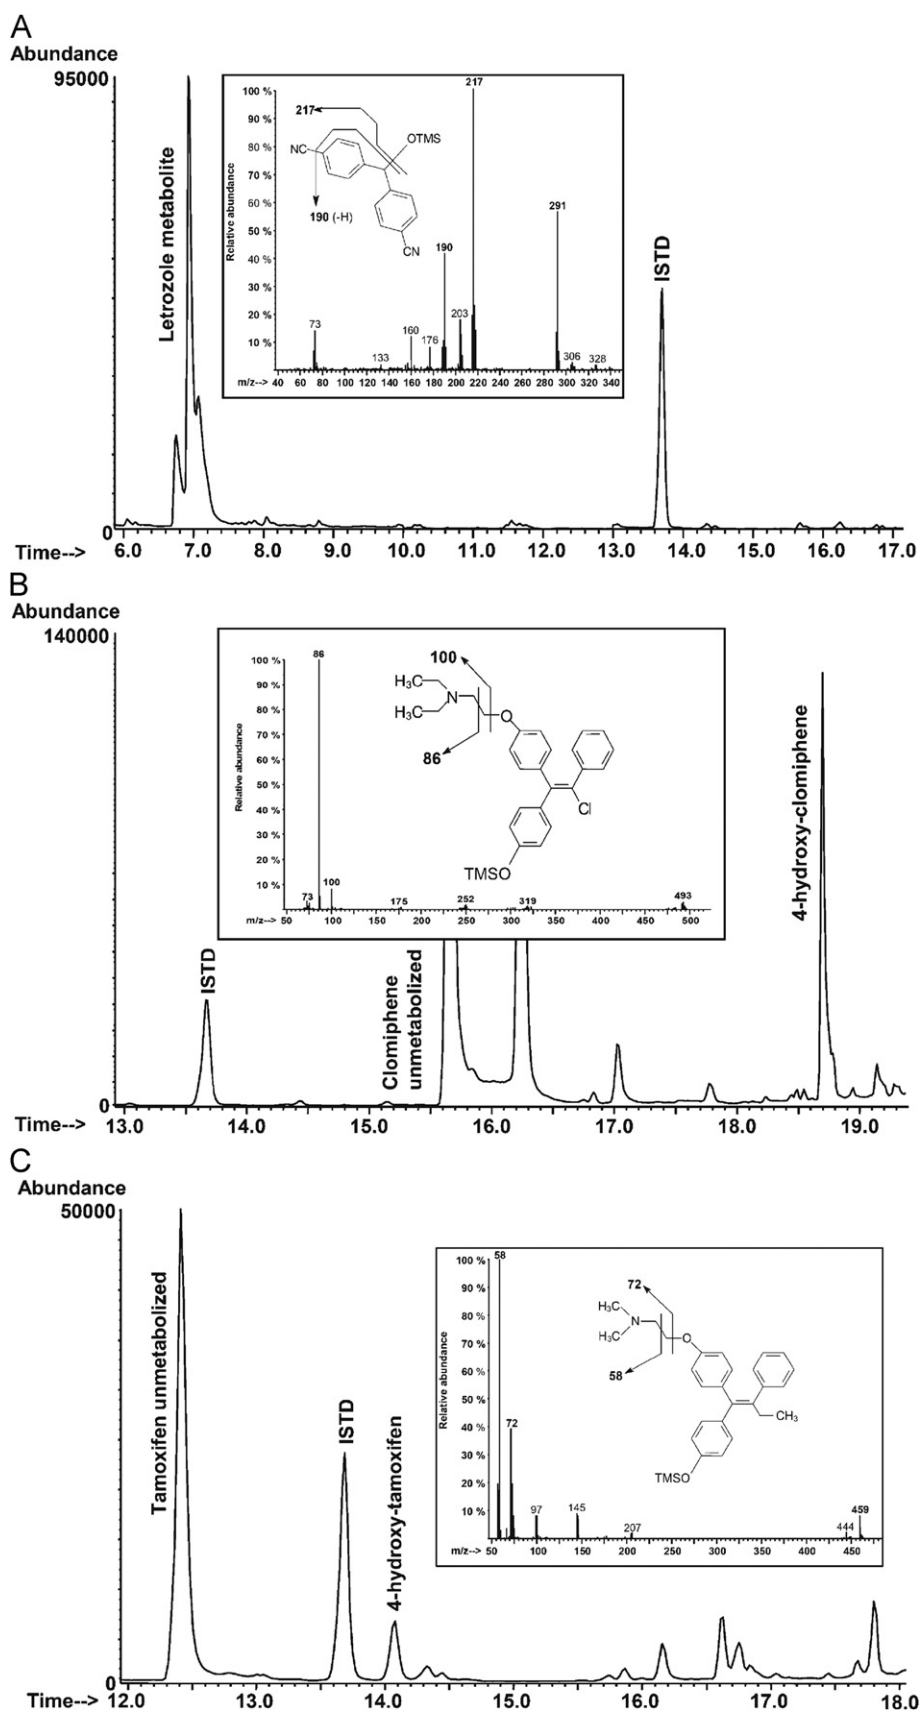 A
Abundance
95000
0
Letrozole metabolite
ISTD
Time-->
6.0 7.0 8.0 9.0 10.0 11.0 12.0 13.0 14.0 15.0 16.0 17.0
100 %
90 %
80 %
70 %
60 %
50 %
40 %
30 %
20 %
10 %
Relative abundance
217
NC
OTMS
190 (-H)
CN
73
133
160
176
190
203
217
291
306
328
m/z--> 40 60 80 100 120 140 160 180 200 220 240 260 280 300 320 340
B
Abundance
140000
0
ISTD
Clomiphene
unmetabolized
4-hydroxy-clomiphene
Time-->
13.0 14.0 15.0 16.0 17.0 18.0 19.0
100 %
90 %
80 %
70 %
60 %
50 %
40 %
30 %
20 %
10 %
Relative abundance
86
100
H₃C
N
O
H₃C
86
Cl
TMSO
73
100
175
252
319
493
m/z--> 50 100 150 200 250 300 350 400 450 500
C
Abundance
50000
0
Tamoxifen unmetabolized
ISTD
4-hydroxy-tamoxifen
Time-->
12.0 13.0 14.0 15.0 16.0 17.0 18.0
100 %
90 %
80 %
70 %
60 %
50 %
40 %
30 %
20 %
10 %
Relative abundance
58
72
H₃C
N
O
H₃C
58
CH₃
TMSO
72
97
145
207
444
459
m/z--> 50 100 150 200 250 300 350 400 450